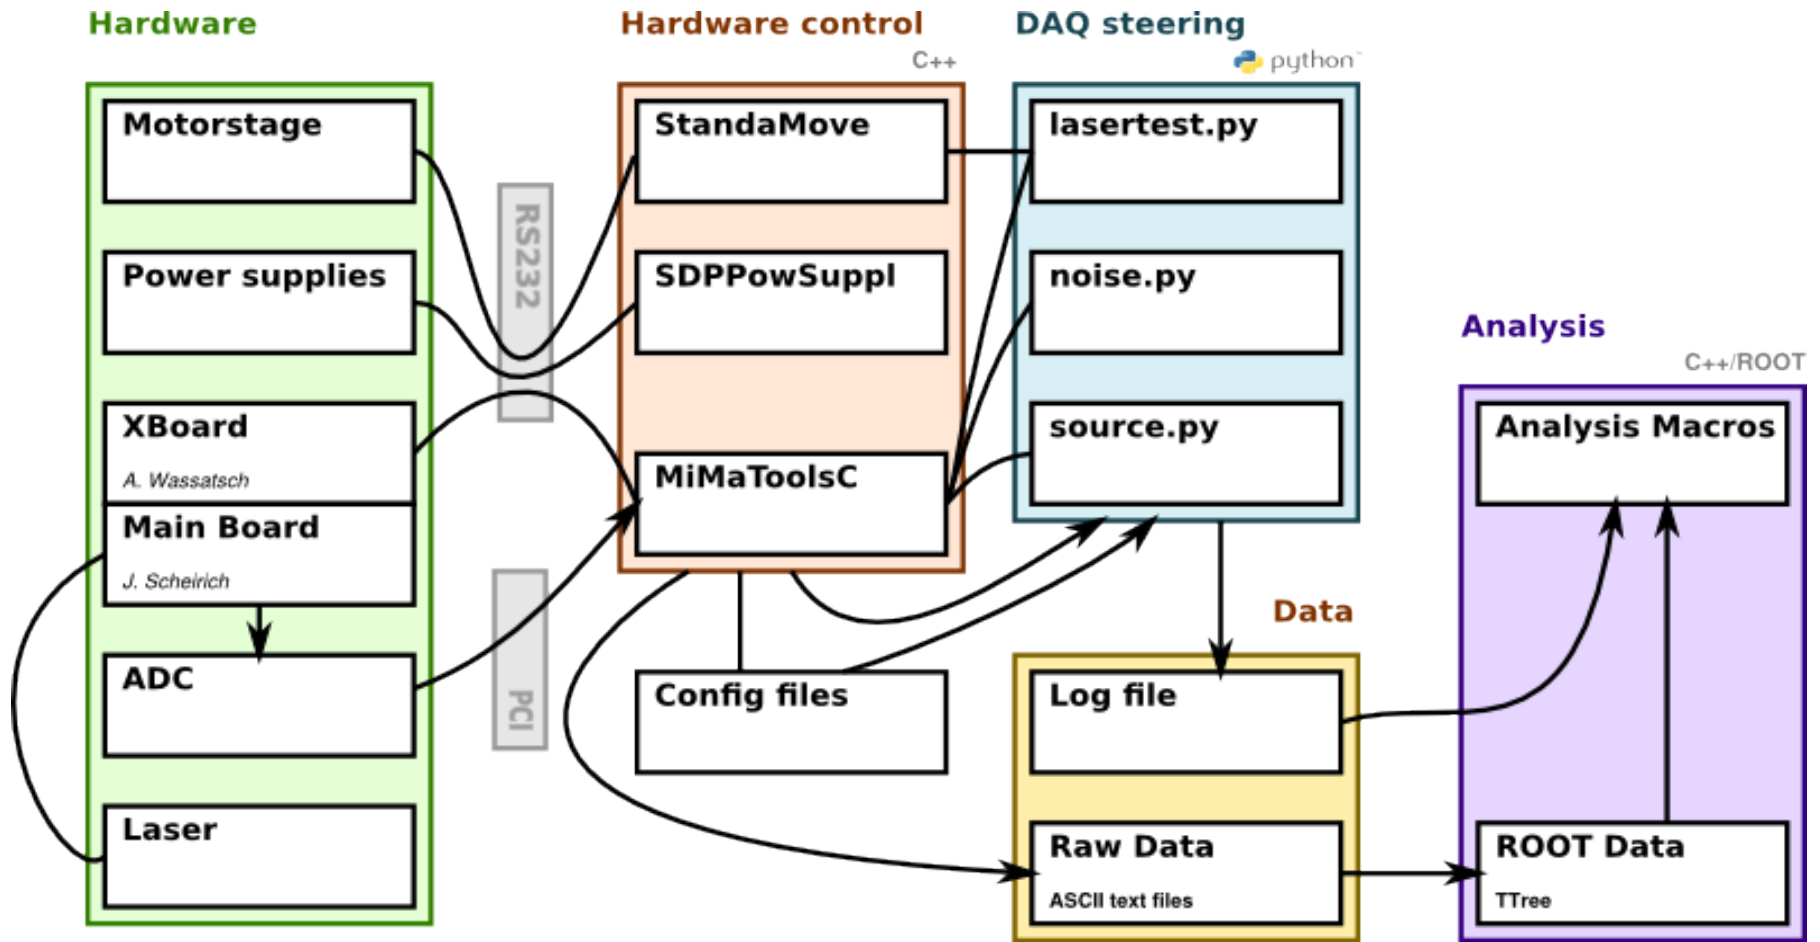 Hardware
Motorstage
Power supplies
XBoard
A. Wassatsch
Main Board
J. Scheirich
ADC
Laser
RS232
PCI
Hardware control
C++
StandaMove
SDPPowSuppl
MiMaToolsC
Config files
DAQ steering
python™
lasertest.py
noise.py
source.py
Data
Log file
Raw Data
ASCII text files
Analysis
C++/ROOT
Analysis Macros
ROOT Data
TTree